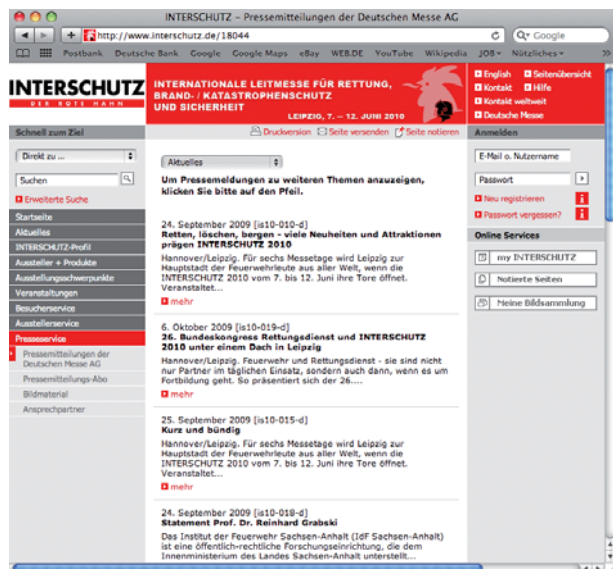 INTERSCHUTZ – Pressemitteilungen der Deutschen Messe AG
http://www.interschutz.de/18044
Google
Postbank Deutsche Bank Google Google Maps eBay WEB.DE YouTube Wikipedia JOB Nützliches
INTERSCHUTZ
DER ROTE HAHN
INTERNATIONALE LEITMESSE FÜR RETTUNG,
BRAND- / KATASTROPHENSCHUTZ
UND SICHERHEIT
LEIPZIG, 7. – 12. JUNI 2010
English Seitenübersicht
Kontakt Hilfe
Kontakt weltweit
Deutsche Messe
Schnell zum Ziel
Direkt zu ...
Suchen
Erweiterte Suche
Startseite
Aktuelles
INTERSCHUTZ-Profil
Aussteller + Produkte
Ausstellungsschwerpunkte
Veranstaltungen
Besucherservice
Ausstellerservice
Presseservice
Pressemitteilungen der
Deutschen Messe AG
Pressemitteilungs-Abo
Bildmaterial
Ansprechpartner
Druckversion Seite versenden Seite notieren
Aktuelles
Um Pressemeldungen zu weiteren Themen anzuzeigen,
klicken Sie bitte auf den Pfeil.
24. September 2009 [is10-010-d]
Retten, löschen, bergen - viele Neuheiten und Attraktionen
prägen INTERSCHUTZ 2010
Hannover/Leipzig. Für sechs Messetage wird Leipzig zur
Hauptstadt der Feuerwehrleute aus aller Welt, wenn die
INTERSCHUTZ 2010 vom 7. bis 12. Juni ihre Tore öffnet.
Veranstaltet...
mehr
6. Oktober 2009 [is10-019-d]
26. Bundeskongress Rettungsdienst und INTERSCHUTZ
2010 unter einem Dach in Leipzig
Hannover/Leipzig. Feuerwehr und Rettungsdienst - sie sind nicht
nur Partner im täglichen Einsatz, sondern auch dann, wenn es um
Fortbildung geht. So präsentiert sich der 26....
mehr
25. September 2009 [is10-015-d]
Kurz und bündig
Hannover/Leipzig. Für sechs Messetage wird Leipzig zur
Hauptstadt der Feuerwehrleute aus aller Welt, wenn die
INTERSCHUTZ 2010 vom 7. bis 12. Juni ihre Tore öffnet.
Veranstaltet...
mehr
24. September 2009 [is10-018-d]
Statement Prof. Dr. Reinhard Grabski
Das Institut der Feuerwehr Sachsen-Anhalt (IdF Sachsen-Anhalt)
ist eine öffentlich-rechtliche Forschungseinrichtung, die dem
Innenministerium des Landes Sachsen-Anhalt unterstellt...
Anmelden
E-Mail o. Nutzername
Passwort
Neu registrieren
Passwort vergessen?
Online Services
my INTERSCHUTZ
Notierte Seiten
Meine Bildsammlung